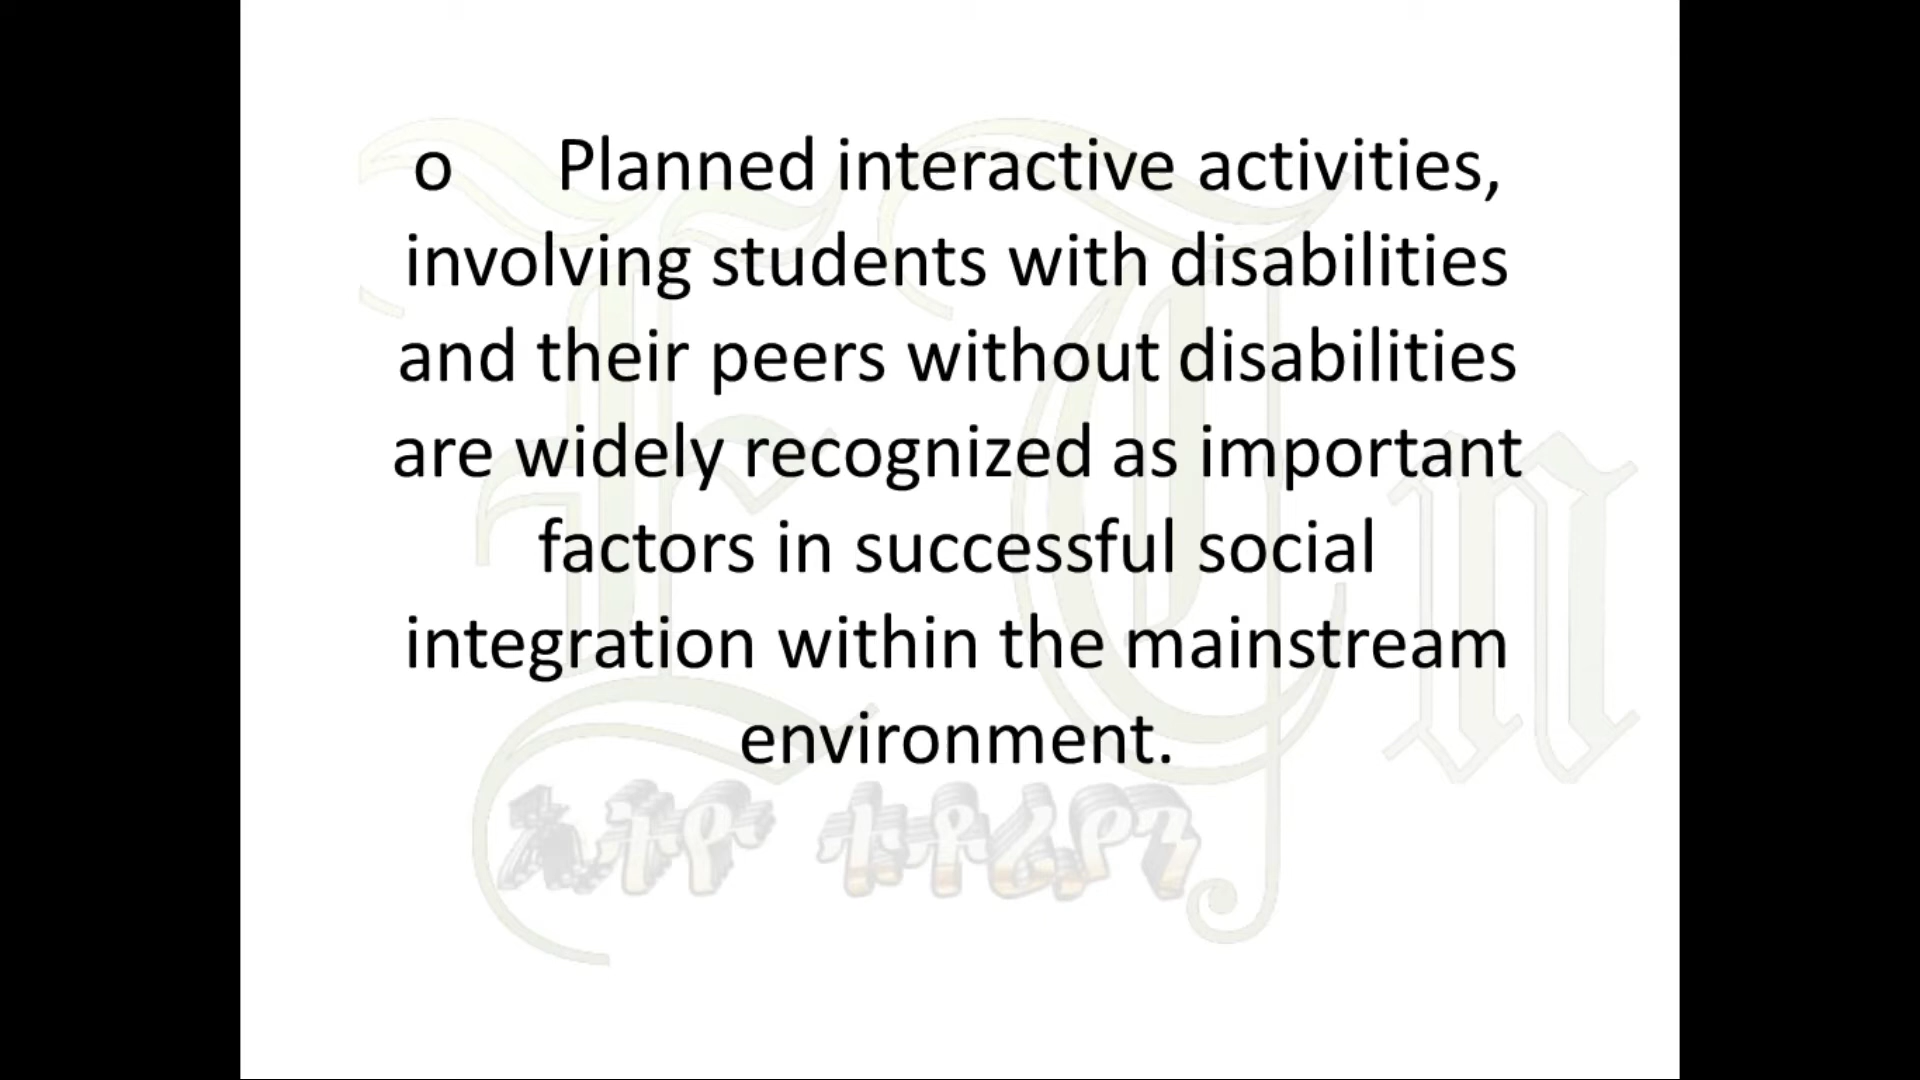 o Planned interactive activities,
involving students with disabilities
and their peers without disabilities
are widely recognized as important
factors in successful social
integration within the mainstream
environment.